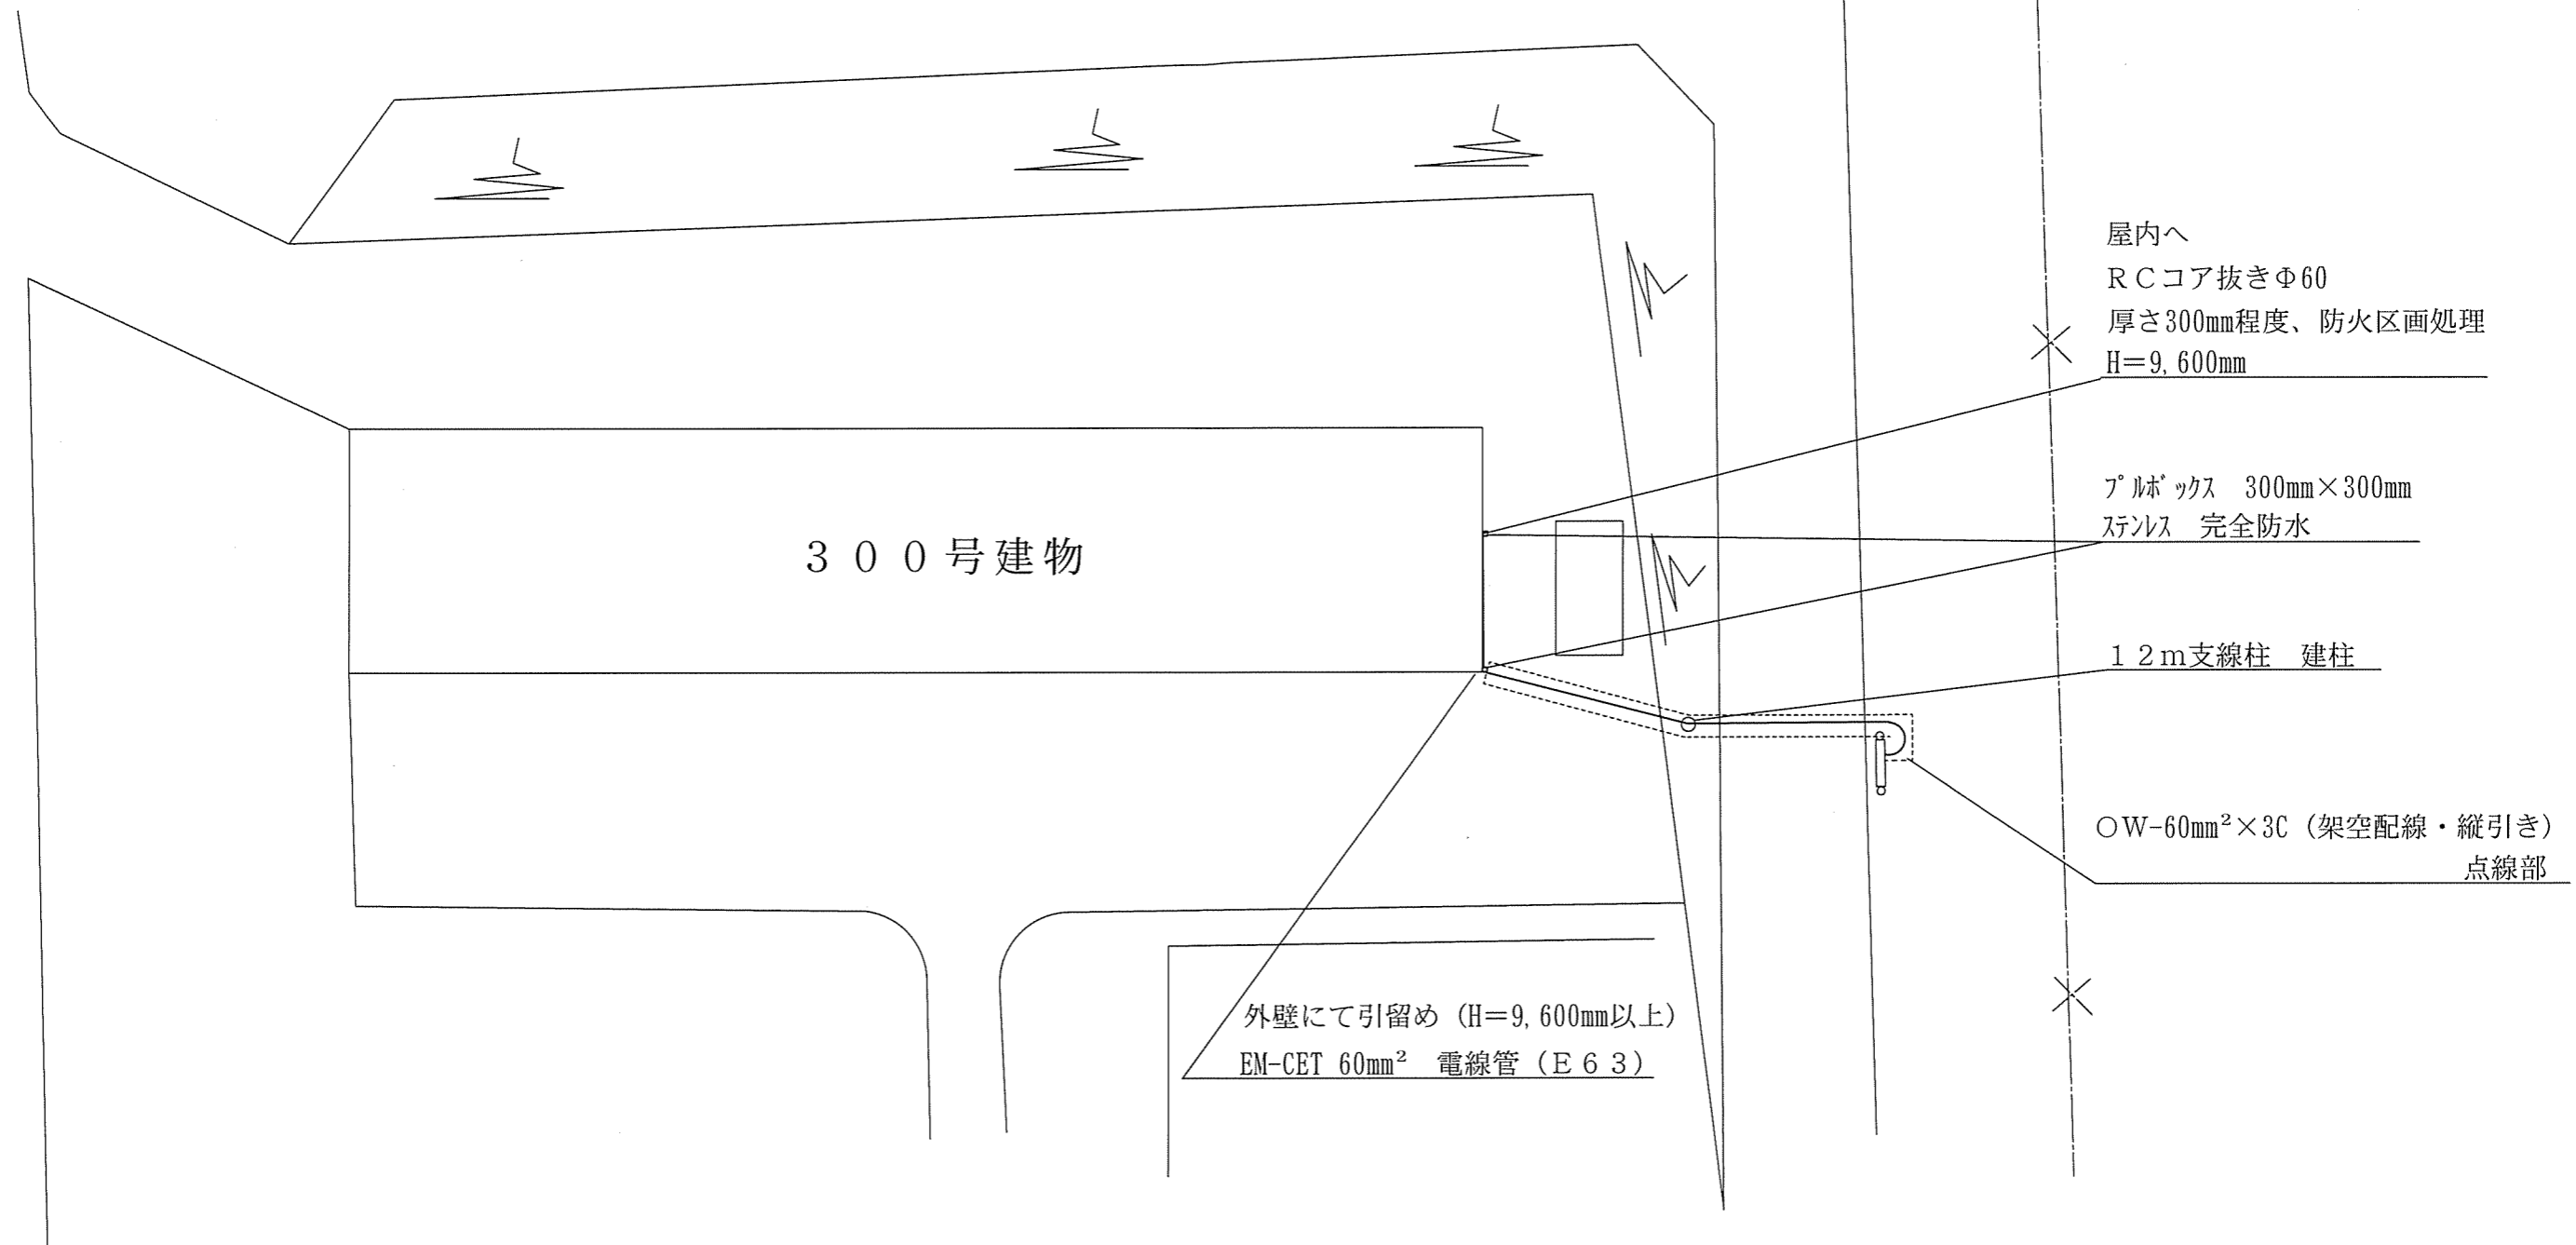 屋内へ
ＲＣコア抜きΦ60
厚さ300mm程度、防火区画処理
H＝9,600mm
３００号建物
ﾌﾟﾙﾎﾞｯｸｽ　300mm×300mm
ｽﾃﾝﾚｽ　完全防水
１２ｍ支線柱　建柱
ＯW-60mm²×3C（架空配線・縦引き）
点線部
外壁にて引留め（H＝9,600mm以上）
EM-CET 60mm²　電線管（Ｅ６３）